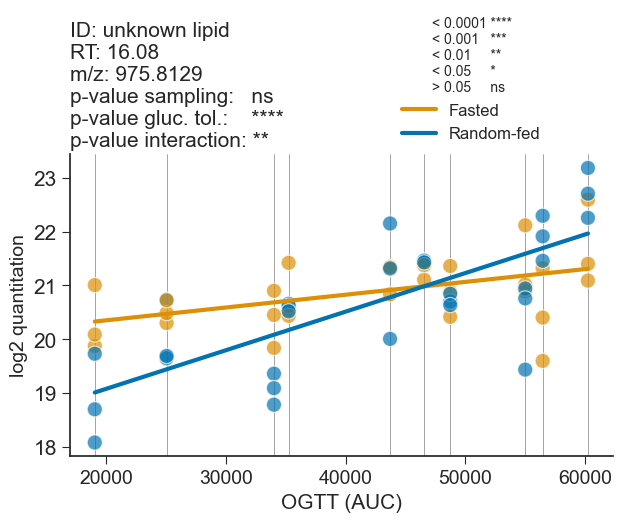 ID: unknown lipid
RT: 16.08
m/z: 975.8129
p-value sampling: ns
p-value gluc. tol.: ****
p-value interaction: **
< 0.0001 ****
< 0.001 ***
< 0.01 **
< 0.05 *
> 0.05 ns
Fasted
Random-fed
log2 quantitation
23
22
21
20
19
18
20000 30000 40000 50000 60000
OGTT (AUC)